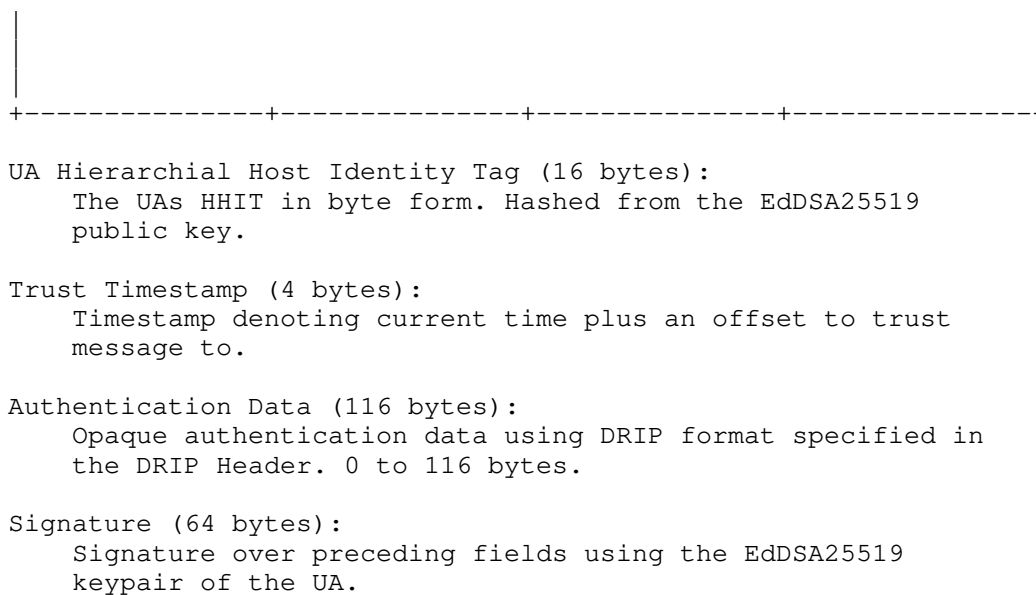 |
|
|
|
+---------------+---------------+---------------+---------------
UA Hierarchial Host Identity Tag (16 bytes):
The UAs HHIT in byte form. Hashed from the EdDSA25519
public key.
Trust Timestamp (4 bytes):
Timestamp denoting current time plus an offset to trust
message to.
Authentication Data (116 bytes):
Opaque authentication data using DRIP format specified in
the DRIP Header. 0 to 116 bytes.
Signature (64 bytes):
Signature over preceding fields using the EdDSA25519
keypair of the UA.